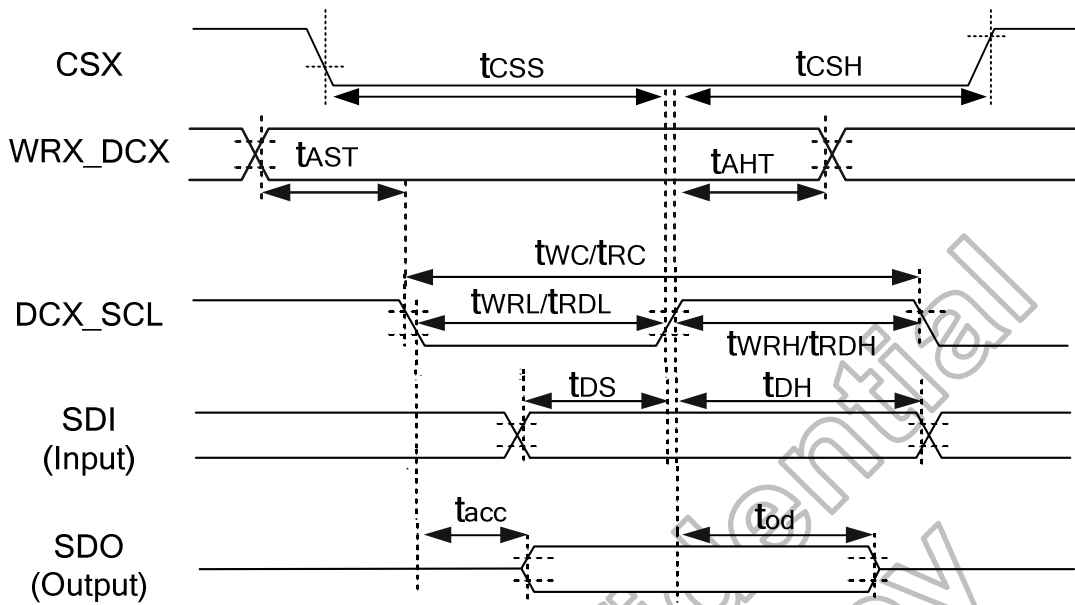 CSX
tCSS
tCSH
WRX_DCX
tAST
tAHT
tWC/tRC
DCX_SCL
tWRL/tRDL
tWRH/tRDH
SDI
(Input)
tDS
tDH
SDO
(Output)
tacc
tod